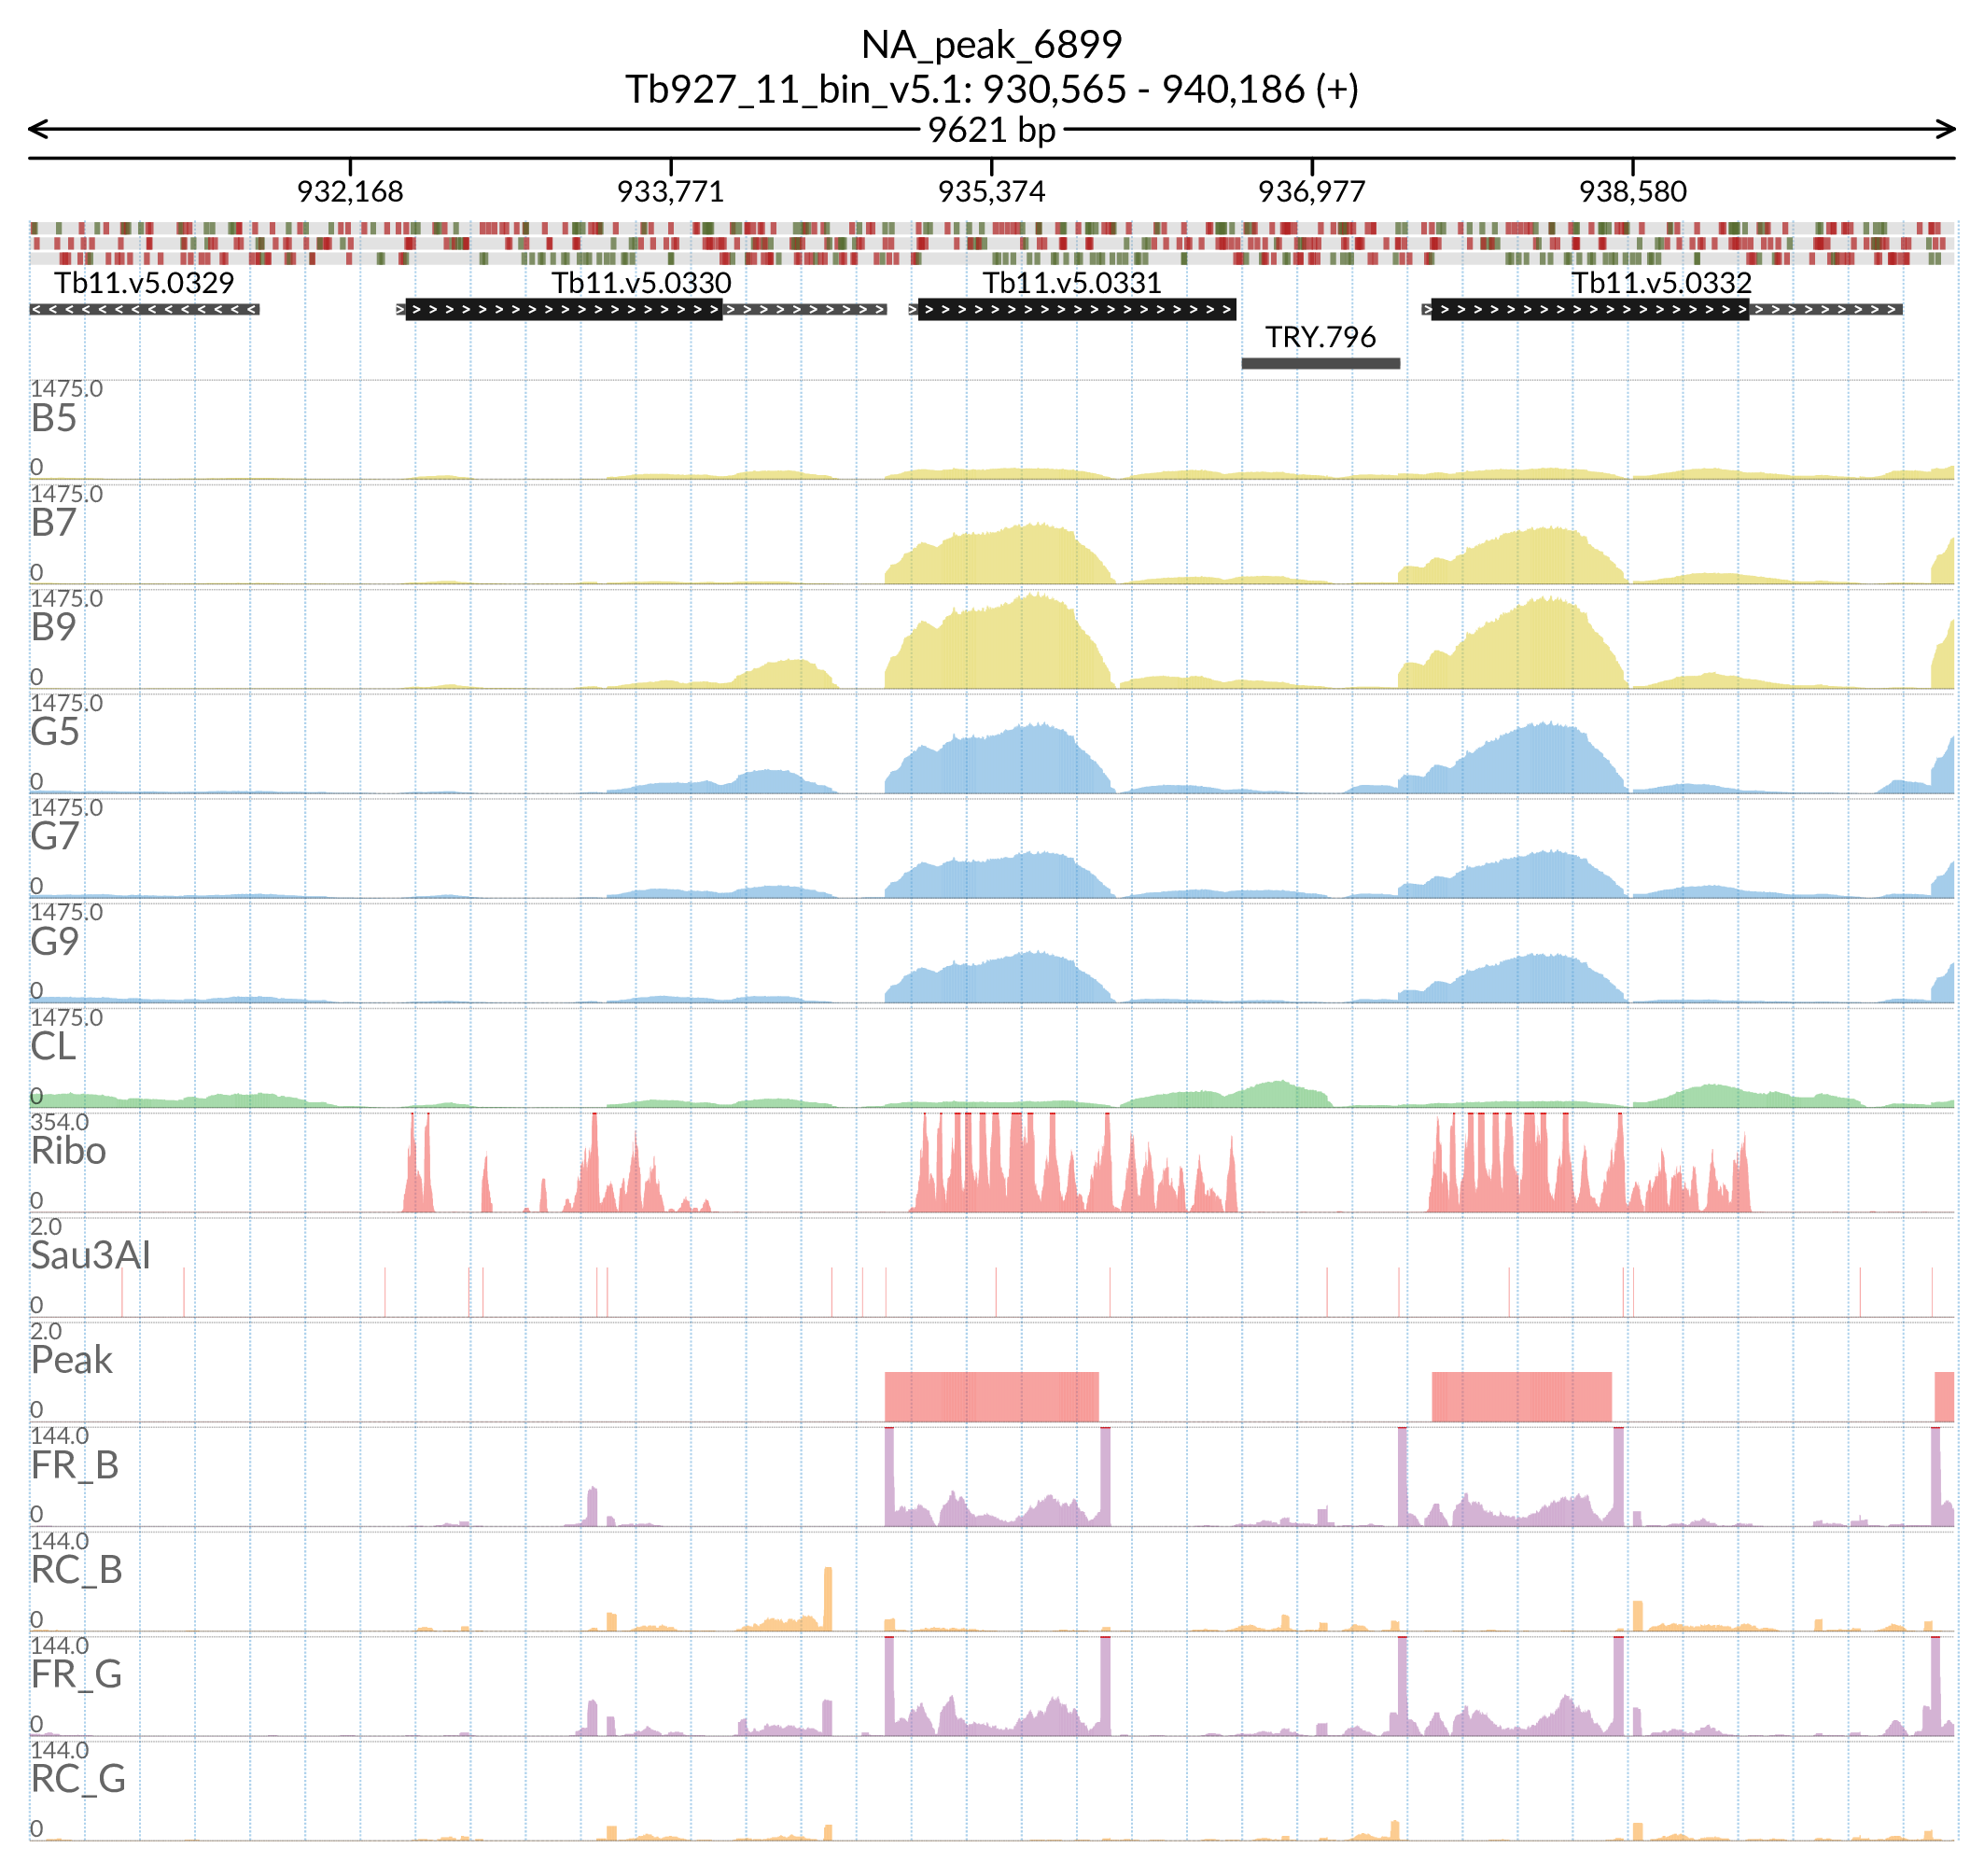 NA_peak_6899
Tb927_11_bin_v5.1: 930,565 - 940,186 (+)
9621 bp
932,168 933,771 935,374 936,977 938,580
Tb11.v5.0329 Tb11.v5.0330 Tb11.v5.0331 Tb11.v5.0332
TRY.796
1475.0
B5
0
1475.0
B7
0
1475.0
B9
0
1475.0
G5
0
1475.0
G7
0
1475.0
G9
0
1475.0
CL
0
354.0
Ribo
0
2.0
Sau3AI
0
2.0
Peak
0
144.0
FR_B
0
144.0
RC_B
0
144.0
FR_G
0
144.0
RC_G
0